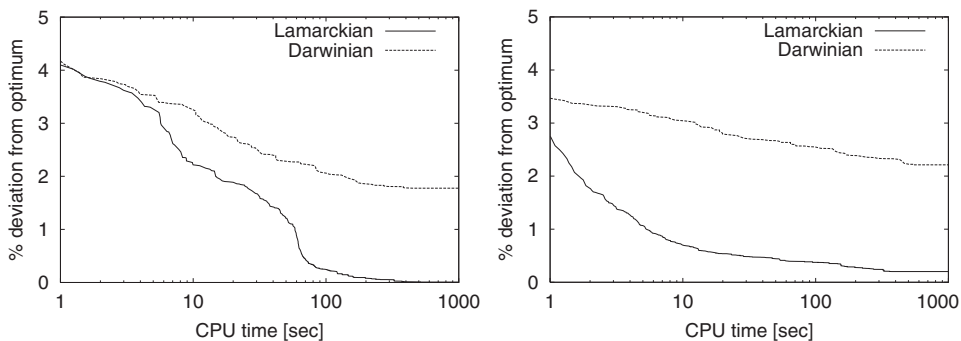 % deviation from optimum
5
4
3
2
1
0
1
10
100
1000
CPU time [sec]
Lamarckian
Darwinian
% deviation from optimum
5
4
3
2
1
0
1
10
100
1000
CPU time [sec]
Lamarckian
Darwinian